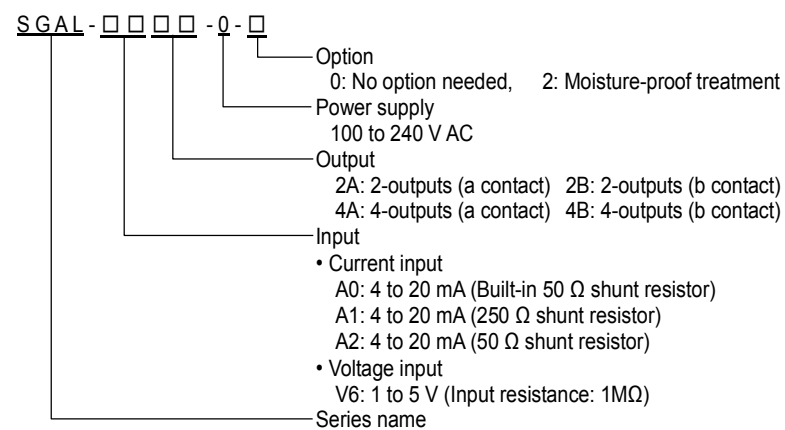 SGAL-□□□□-0-□
Option
0: No option needed, 2: Moisture-proof treatment
Power supply
100 to 240 V AC
Output
2A: 2-outputs (a contact) 2B: 2-outputs (b contact)
4A: 4-outputs (a contact) 4B: 4-outputs (b contact)
Input
• Current input
A0: 4 to 20 mA (Built-in 50 Ω shunt resistor)
A1: 4 to 20 mA (250 Ω shunt resistor)
A2: 4 to 20 mA (50 Ω shunt resistor)
• Voltage input
V6: 1 to 5 V (Input resistance: 1MΩ)
Series name